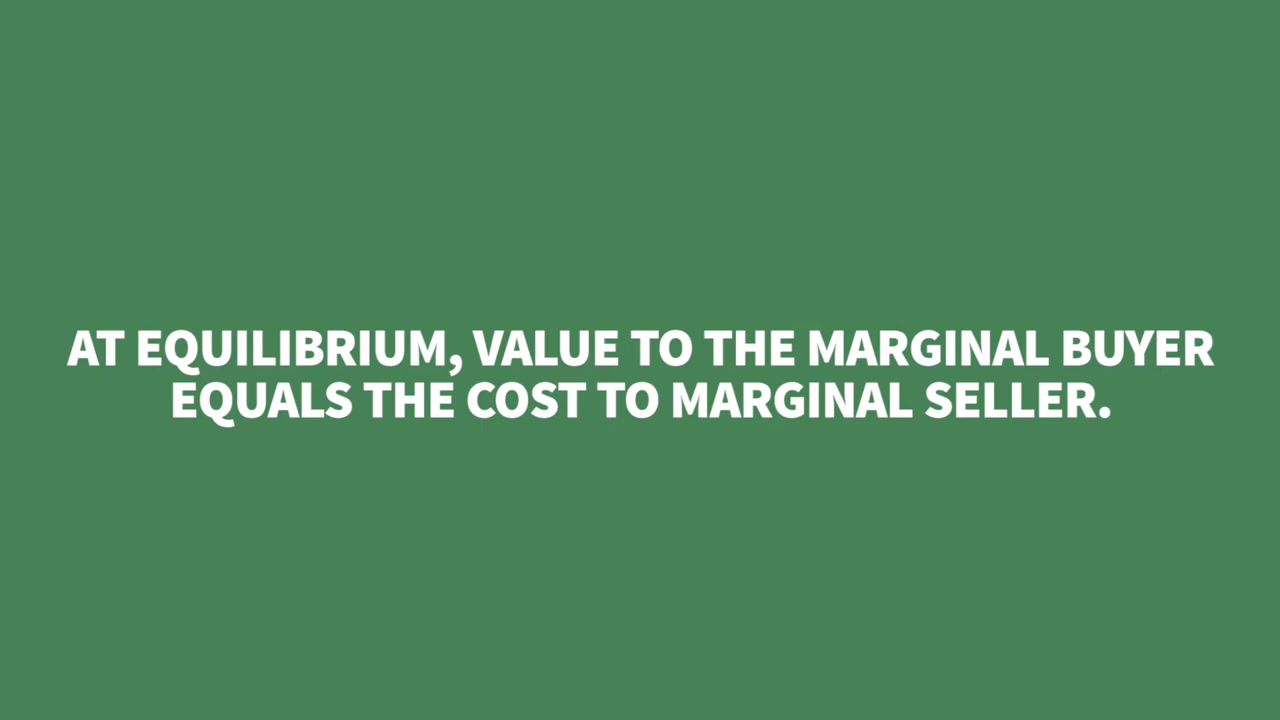 AT EQUILIBRIUM, VALUE TO THE MARGINAL BUYER
EQUALS THE COST TO MARGINAL SELLER.